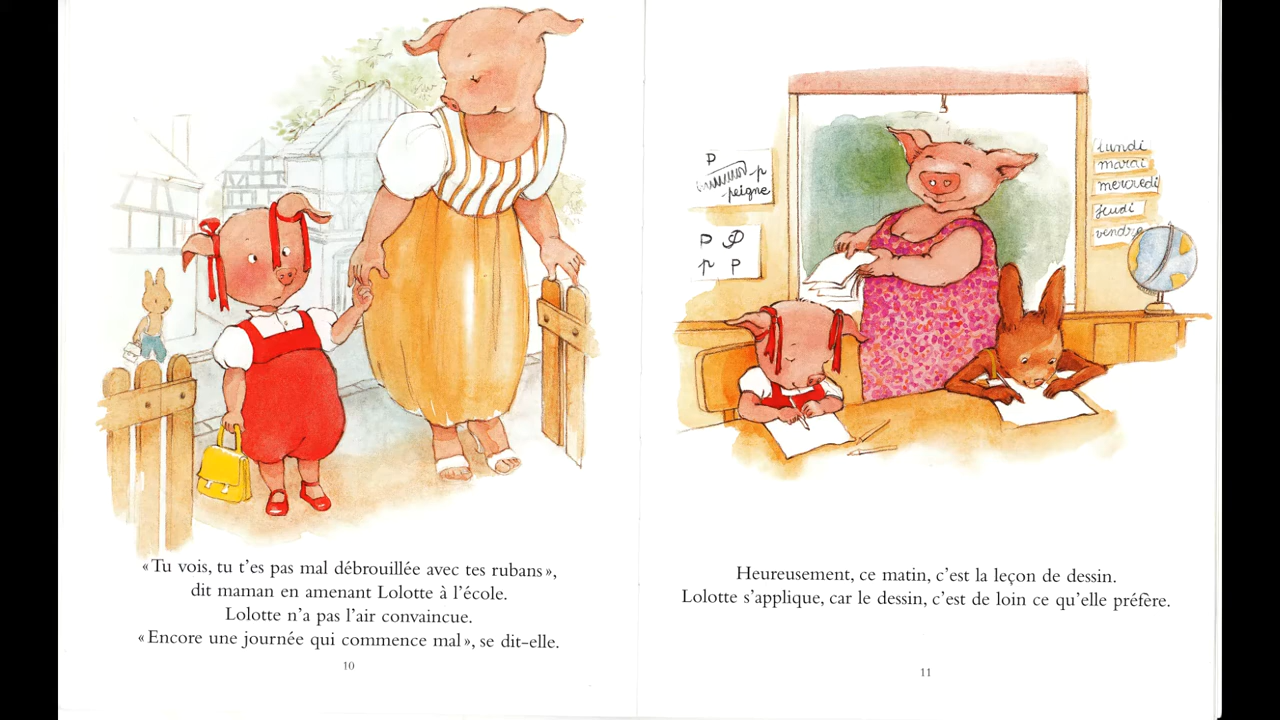 «Tu vois, tu t'es pas mal débrouillée avec tes rubans»,
dit maman en amenant Lolotte à l'école.
Lolotte n'a pas l'air convaincue.
«Encore une journée qui commence mal», se dit-elle.
10
P
p
peigne
P P
p P
lundi
marai
mercredi
jeudi
vendre
Heureusement, ce matin, c'est la leçon de dessin.
Lolotte s'applique, car le dessin, c'est de loin ce qu'elle préfère.
11